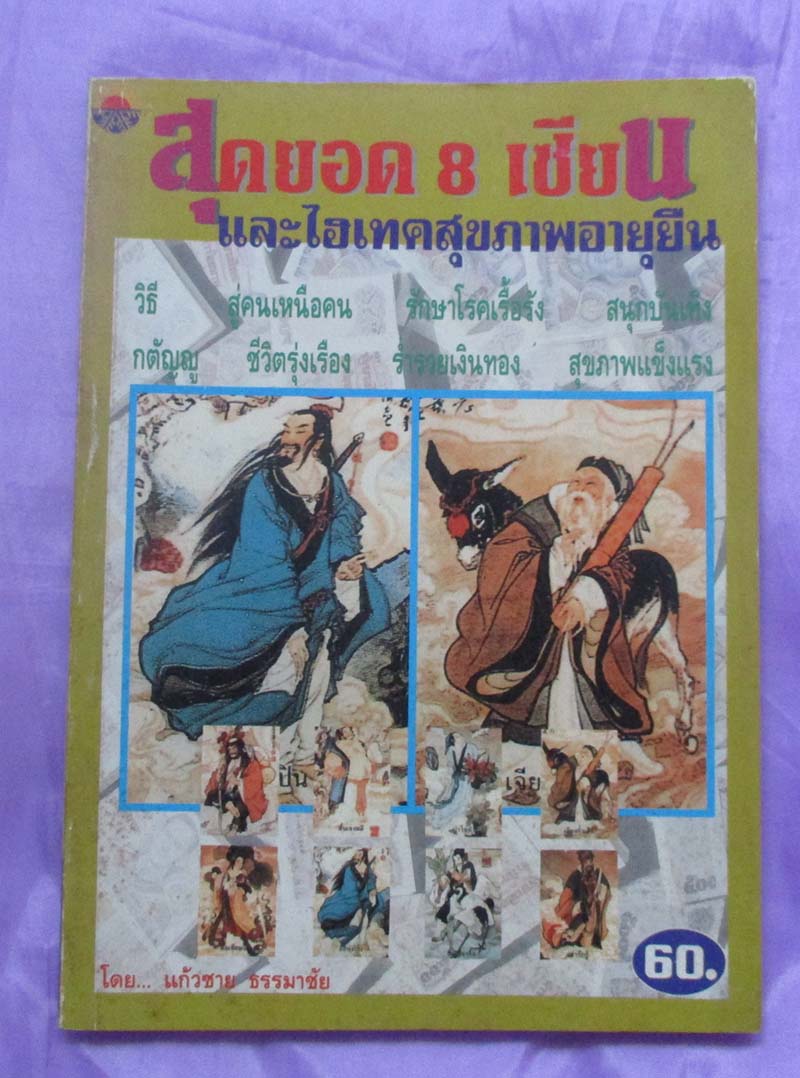 สุดยอด 8 เซียน
และไฮเทคสุขภาพอายุยืน
วิธี สู่คนเหนือคน รักษาโรคเรื้อรัง สนุกบันเทิง
กตัญญู ชีวิตรุ่งเรือง ร่ำรวยเงินทอง สุขภาพแข็งแรง
ปิน เจีย
โดย... แก้วชาย ธรรมาชัย
60.